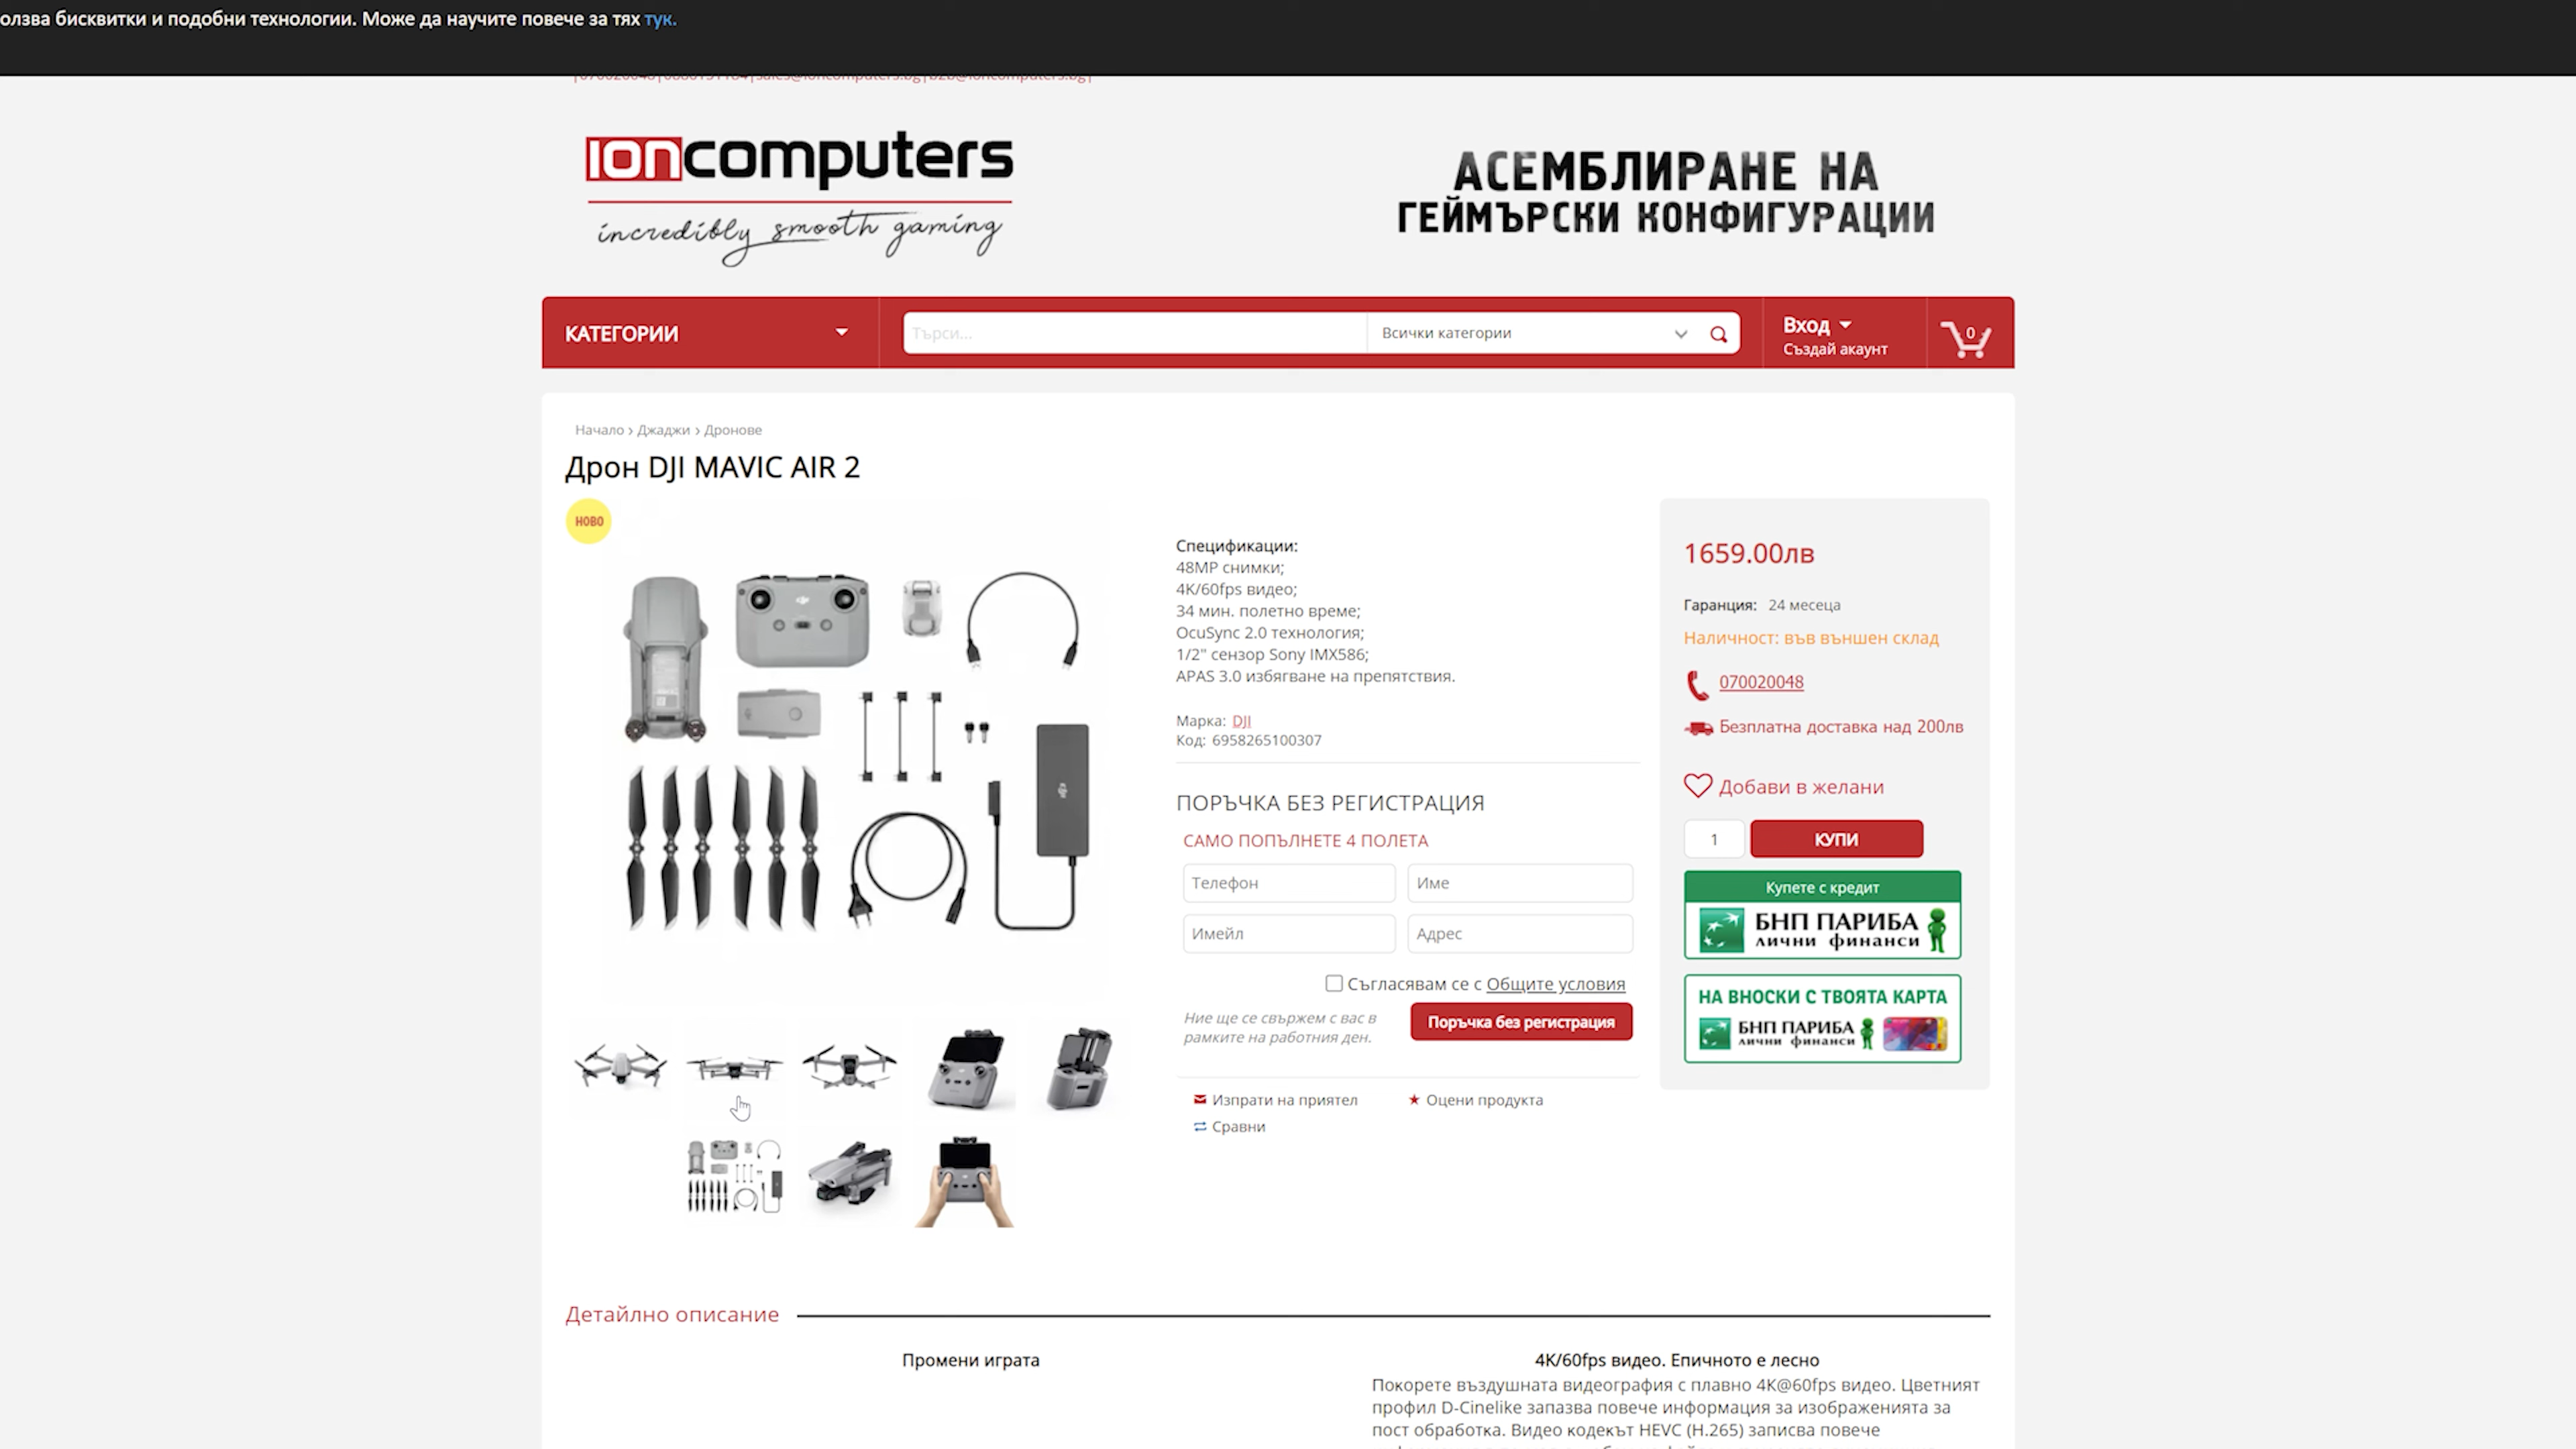 олзва бисквитки и подобни технологии. Може да научите повече за тях тук.
ioncomputers
incredibly smooth gaming
АСЕМБЛИРАНЕ НА
ГЕЙМЪРСКИ КОНФИГУРАЦИИ
КАТЕГОРИИ
Търси...
Всички категории
Вход
Създай акаунт
0
Начало › Джаджи › Дронове
Дрон DJI MAVIC AIR 2
НОВО
Спецификации:
48MP снимки;
4K/60fps видео;
34 мин. полетно време;
OcuSync 2.0 технология;
1/2" сензор Sony IMX586;
APAS 3.0 избягване на препятствия.
Марка: DJI
Код: 6958265100307
ПОРЪЧКА БЕЗ РЕГИСТРАЦИЯ
САМО ПОПЪЛНЕТЕ 4 ПОЛЕТА
Телефон
Име
Имейл
Адрес
Съгласявам се с Общите условия
Ние ще се свържем с вас в
рамките на работния ден.
Поръчка без регистрация
Изпрати на приятел
Оцени продукта
Сравни
1659.00лв
Гаранция: 24 месеца
Наличност: във външен склад
070020048
Безплатна доставка над 200лв
Добави в желани
1
КУПИ
Купете с кредит
БНП ПАРИБА
лични финанси
НА ВНОСКИ С ТВОЯТА КАРТА
БНП ПАРИБА
лични финанси
Детайлно описание
Промени играта
4K/60fps видео. Епичното е лесно
Покорете въздушната видеография с плавно 4K@60fps видео. Цветният
профил D-Cinelike запазва повече информация за изображенията за
пост обработка. Видео кодекът HEVC (H.265) записва повече